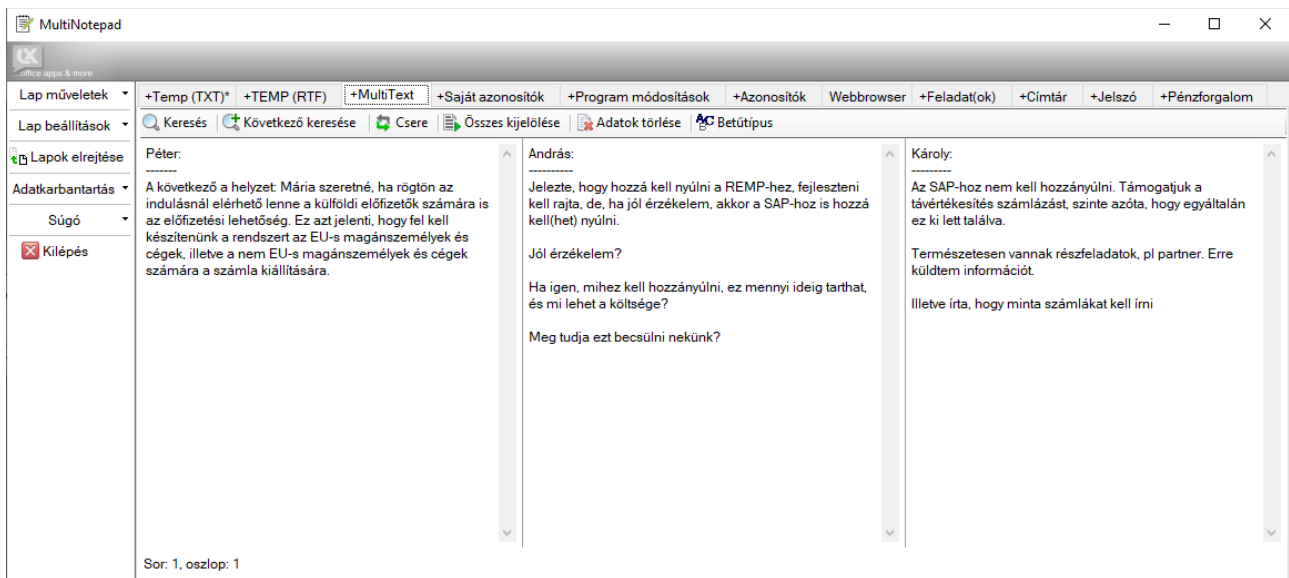 MultiNotepad
office apps & more
Lap műveletek
Lap beállítások
Lapok elrejtése
Adatkarbantartás
Súgó
Kilépés
+Temp (TXT)* +TEMP (RTF) +MultiText +Saját azonosítók +Program módosítások +Azonosítók Webbrowser +Feladat(ok) +Címtár +Jelszó +Pénzforgalom
Keresés Következő keresése Csere Összes kijelölése Adatok törlése Betűtípus
Péter:
-------
A következő a helyzet: Mária szeretné, ha rögtön az
indulásnál elérhető lenne a külföldi előfizetők számára is
az előfizetési lehetőség. Ez azt jelenti, hogy fel kell
készítenünk a rendszert az EU-s magánszemélyek és
cégek, illetve a nem EU-s magánszemélyek és cégek
számára a számla kiállítására.
András:
----------
Jelezte, hogy hozzá kell nyúlni a REMP-hez, fejleszteni
kell rajta, de, ha jól érzékelem, akkor a SAP-hoz is hozzá
kell(het) nyúlni.
Jól érzékelem?
Ha igen, mihez kell hozzányúlni, ez mennyi ideig tarthat,
és mi lehet a költsége?
Meg tudja ezt becsülni nekünk?
Károly:
---------
Az SAP-hoz nem kell hozzányúlni. Támogatjuk a
távértékesítés számlázást, szinte azóta, hogy egyáltalán
ez ki lett találva.
Természetesen vannak részfeladatok, pl partner. Erre
küldtem információt.
Illetve írta, hogy minta számlákat kell írni
Sor: 1, oszlop: 1